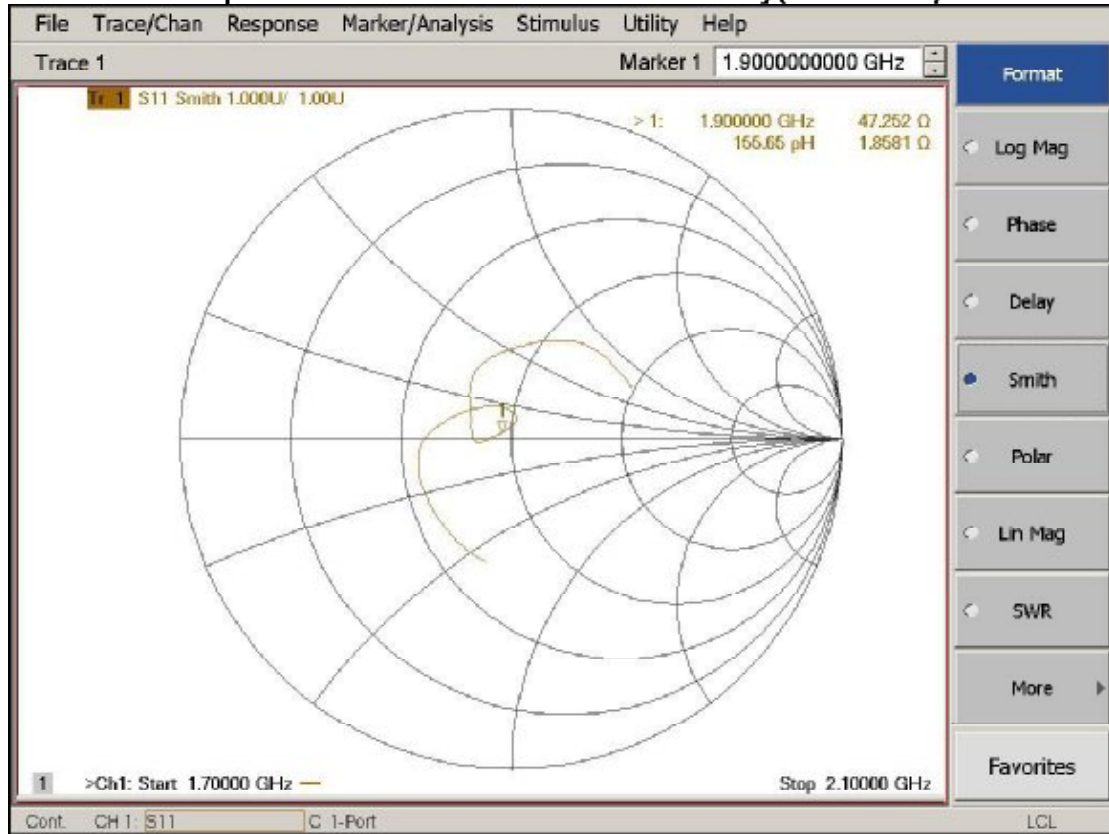 File Trace/Chan Response Marker/Analysis Stimulus Utility Help
Trace 1 Marker 1 1.9000000000 GHz
Format
Tr 1 S11 Smith 1.000U/ 1.00U
> 1: 1.900000 GHz 47.252 Ω
155.65 pH 1.8581 Ω
Log Mag
Phase
Delay
Smith
1
Polar
Lin Mag
SWR
More
Favorites
1 >Ch1: Start 1.70000 GHz — Stop 2.10000 GHz
Cont. CH 1: S11 C 1-Port LCL